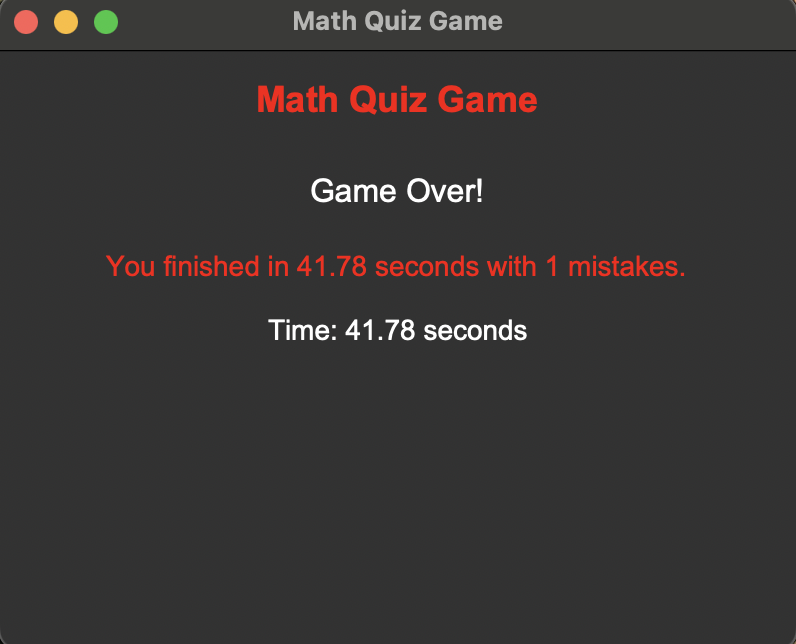 Math Quiz Game
Math Quiz Game
Game Over!
You finished in 41.78 seconds with 1 mistakes.
Time: 41.78 seconds